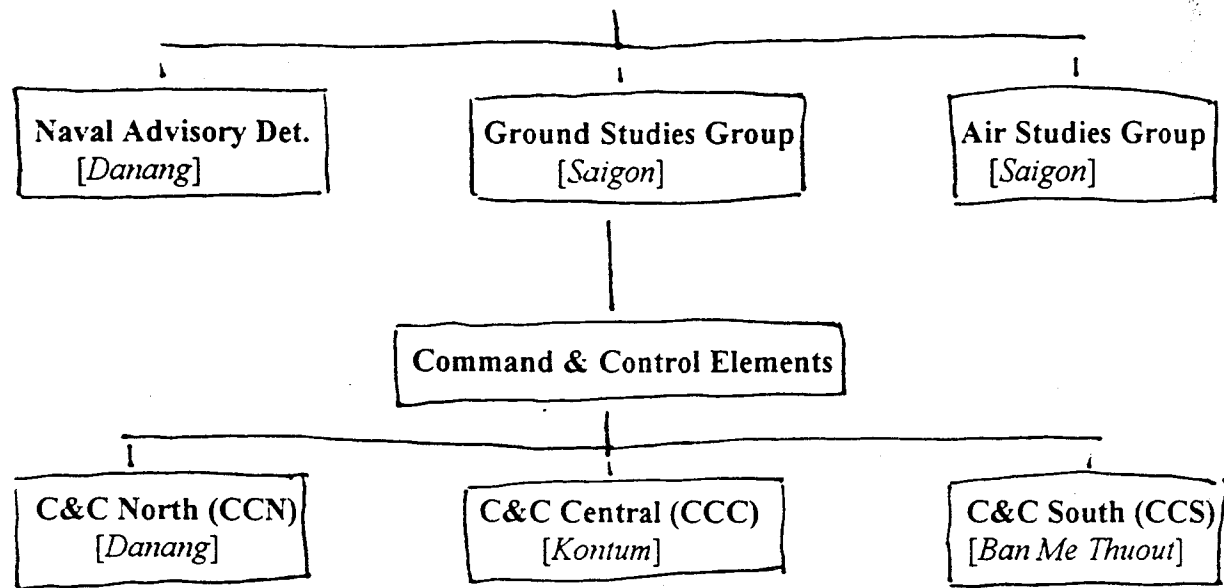 Naval Advisory Det.
[Danang]
Ground Studies Group
[Saigon]
Air Studies Group
[Saigon]
Command & Control Elements
C&C North (CCN)
[Danang]
C&C Central (CCC)
[Kontum]
C&C South (CCS)
[Ban Me Thuout]